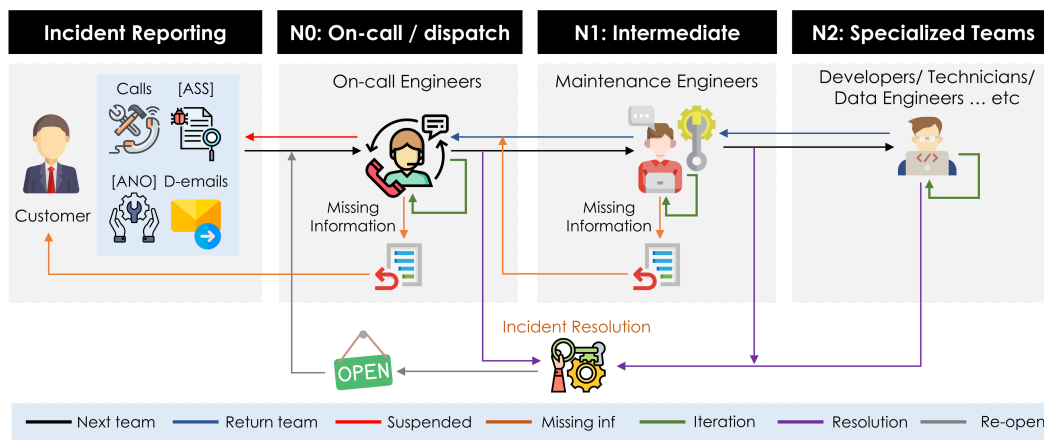 Incident Reporting
N0: On-call / dispatch
N1: Intermediate
N2: Specialized Teams
Calls
[ASS]
[ANO]
D-emails
Customer
On-call Engineers
Missing
Information
Maintenance Engineers
Missing
Information
Developers/ Technicians/
Data Engineers ... etc
</>
Incident Resolution
OPEN
Next team
Return team
Suspended
Missing inf
Iteration
Resolution
Re-open